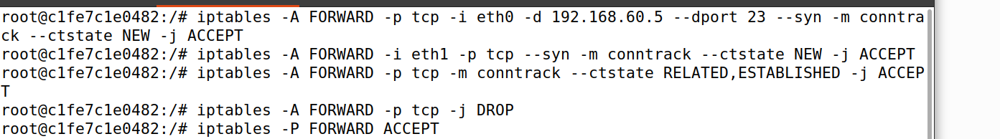 root@c1fe7c1e0482:/# iptables -A FORWARD -p tcp -i eth0 -d 192.168.60.5 --dport 23 --syn -m conntra
ck --ctstate NEW -j ACCEPT
root@c1fe7c1e0482:/# iptables -A FORWARD -i eth1 -p tcp --syn -m conntrack --ctstate NEW -j ACCEPT
root@c1fe7c1e0482:/# iptables -A FORWARD -p tcp -m conntrack --ctstate RELATED,ESTABLISHED -j ACCEP
T
root@c1fe7c1e0482:/# iptables -A FORWARD -p tcp -j DROP
root@c1fe7c1e0482:/# iptables -P FORWARD ACCEPT